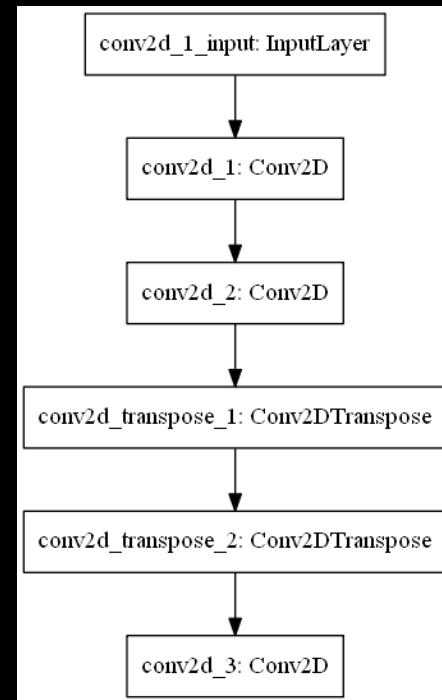 conv2d_1_input: InputLayer
conv2d_1: Conv2D
conv2d_2: Conv2D
conv2d_transpose_1: Conv2DTranspose
conv2d_transpose_2: Conv2DTranspose
conv2d_3: Conv2D